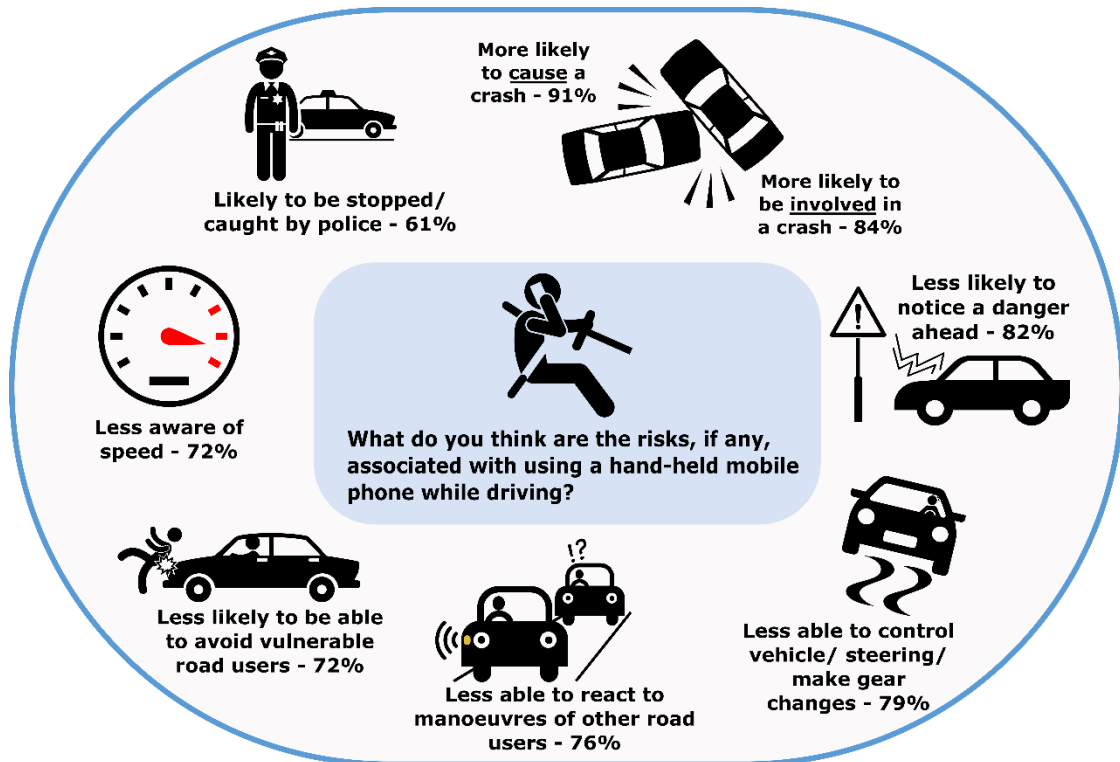 More likely
to cause a
crash - 91%
More likely to
be involved in
a crash - 84%
Likely to be stopped/
caught by police - 61%
Less likely to
notice a danger
ahead - 82%
!
Less aware of
speed - 72%
What do you think are the risks, if any,
associated with using a hand-held mobile
phone while driving?
Less likely to be able
to avoid vulnerable
road users - 72%
!?
Less able to react to
manoeuvres of other road
users - 76%
Less able to control
vehicle/ steering/
make gear
changes - 79%